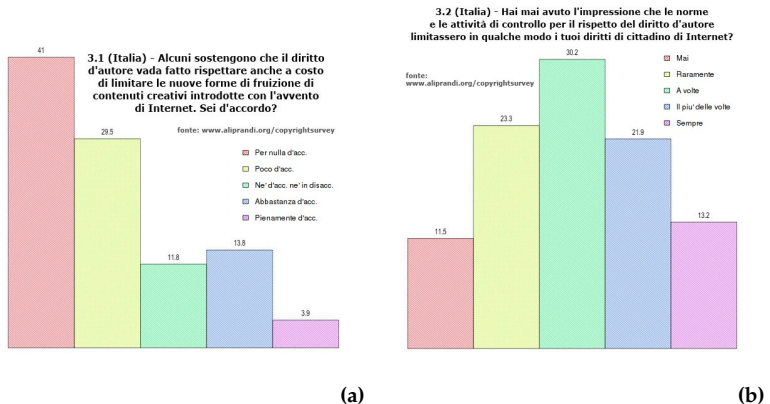 41
3.1 (Italia) - Alcuni sostengono che il diritto
d'autore vada fatto rispettare anche a costo
di limitare le nuove forme di fruizione di
contenuti creativi introdotte con l'avvento
di Internet. Sei d'accordo?
fonte: www.aliprandi.org/copyrightsurvey
29.5
Per nulla d'acc.
Poco d'acc.
Ne' d'acc. ne' in disacc.
Abbastanza d'acc.
Pienamente d'acc.
11.8
13.8
3.9
(a)
3.2 (Italia) - Hai mai avuto l'impressione che le norme
e le attività di controllo per il rispetto del diritto d'autore
limitassero in qualche modo i tuoi diritti di cittadino di Internet?
fonte:
www.aliprandi.org/copyrightsurvey
30.2
Mai
Raramente
A volte
Il piu' delle volte
Sempre
23.3
21.9
13.2
11.5
(b)